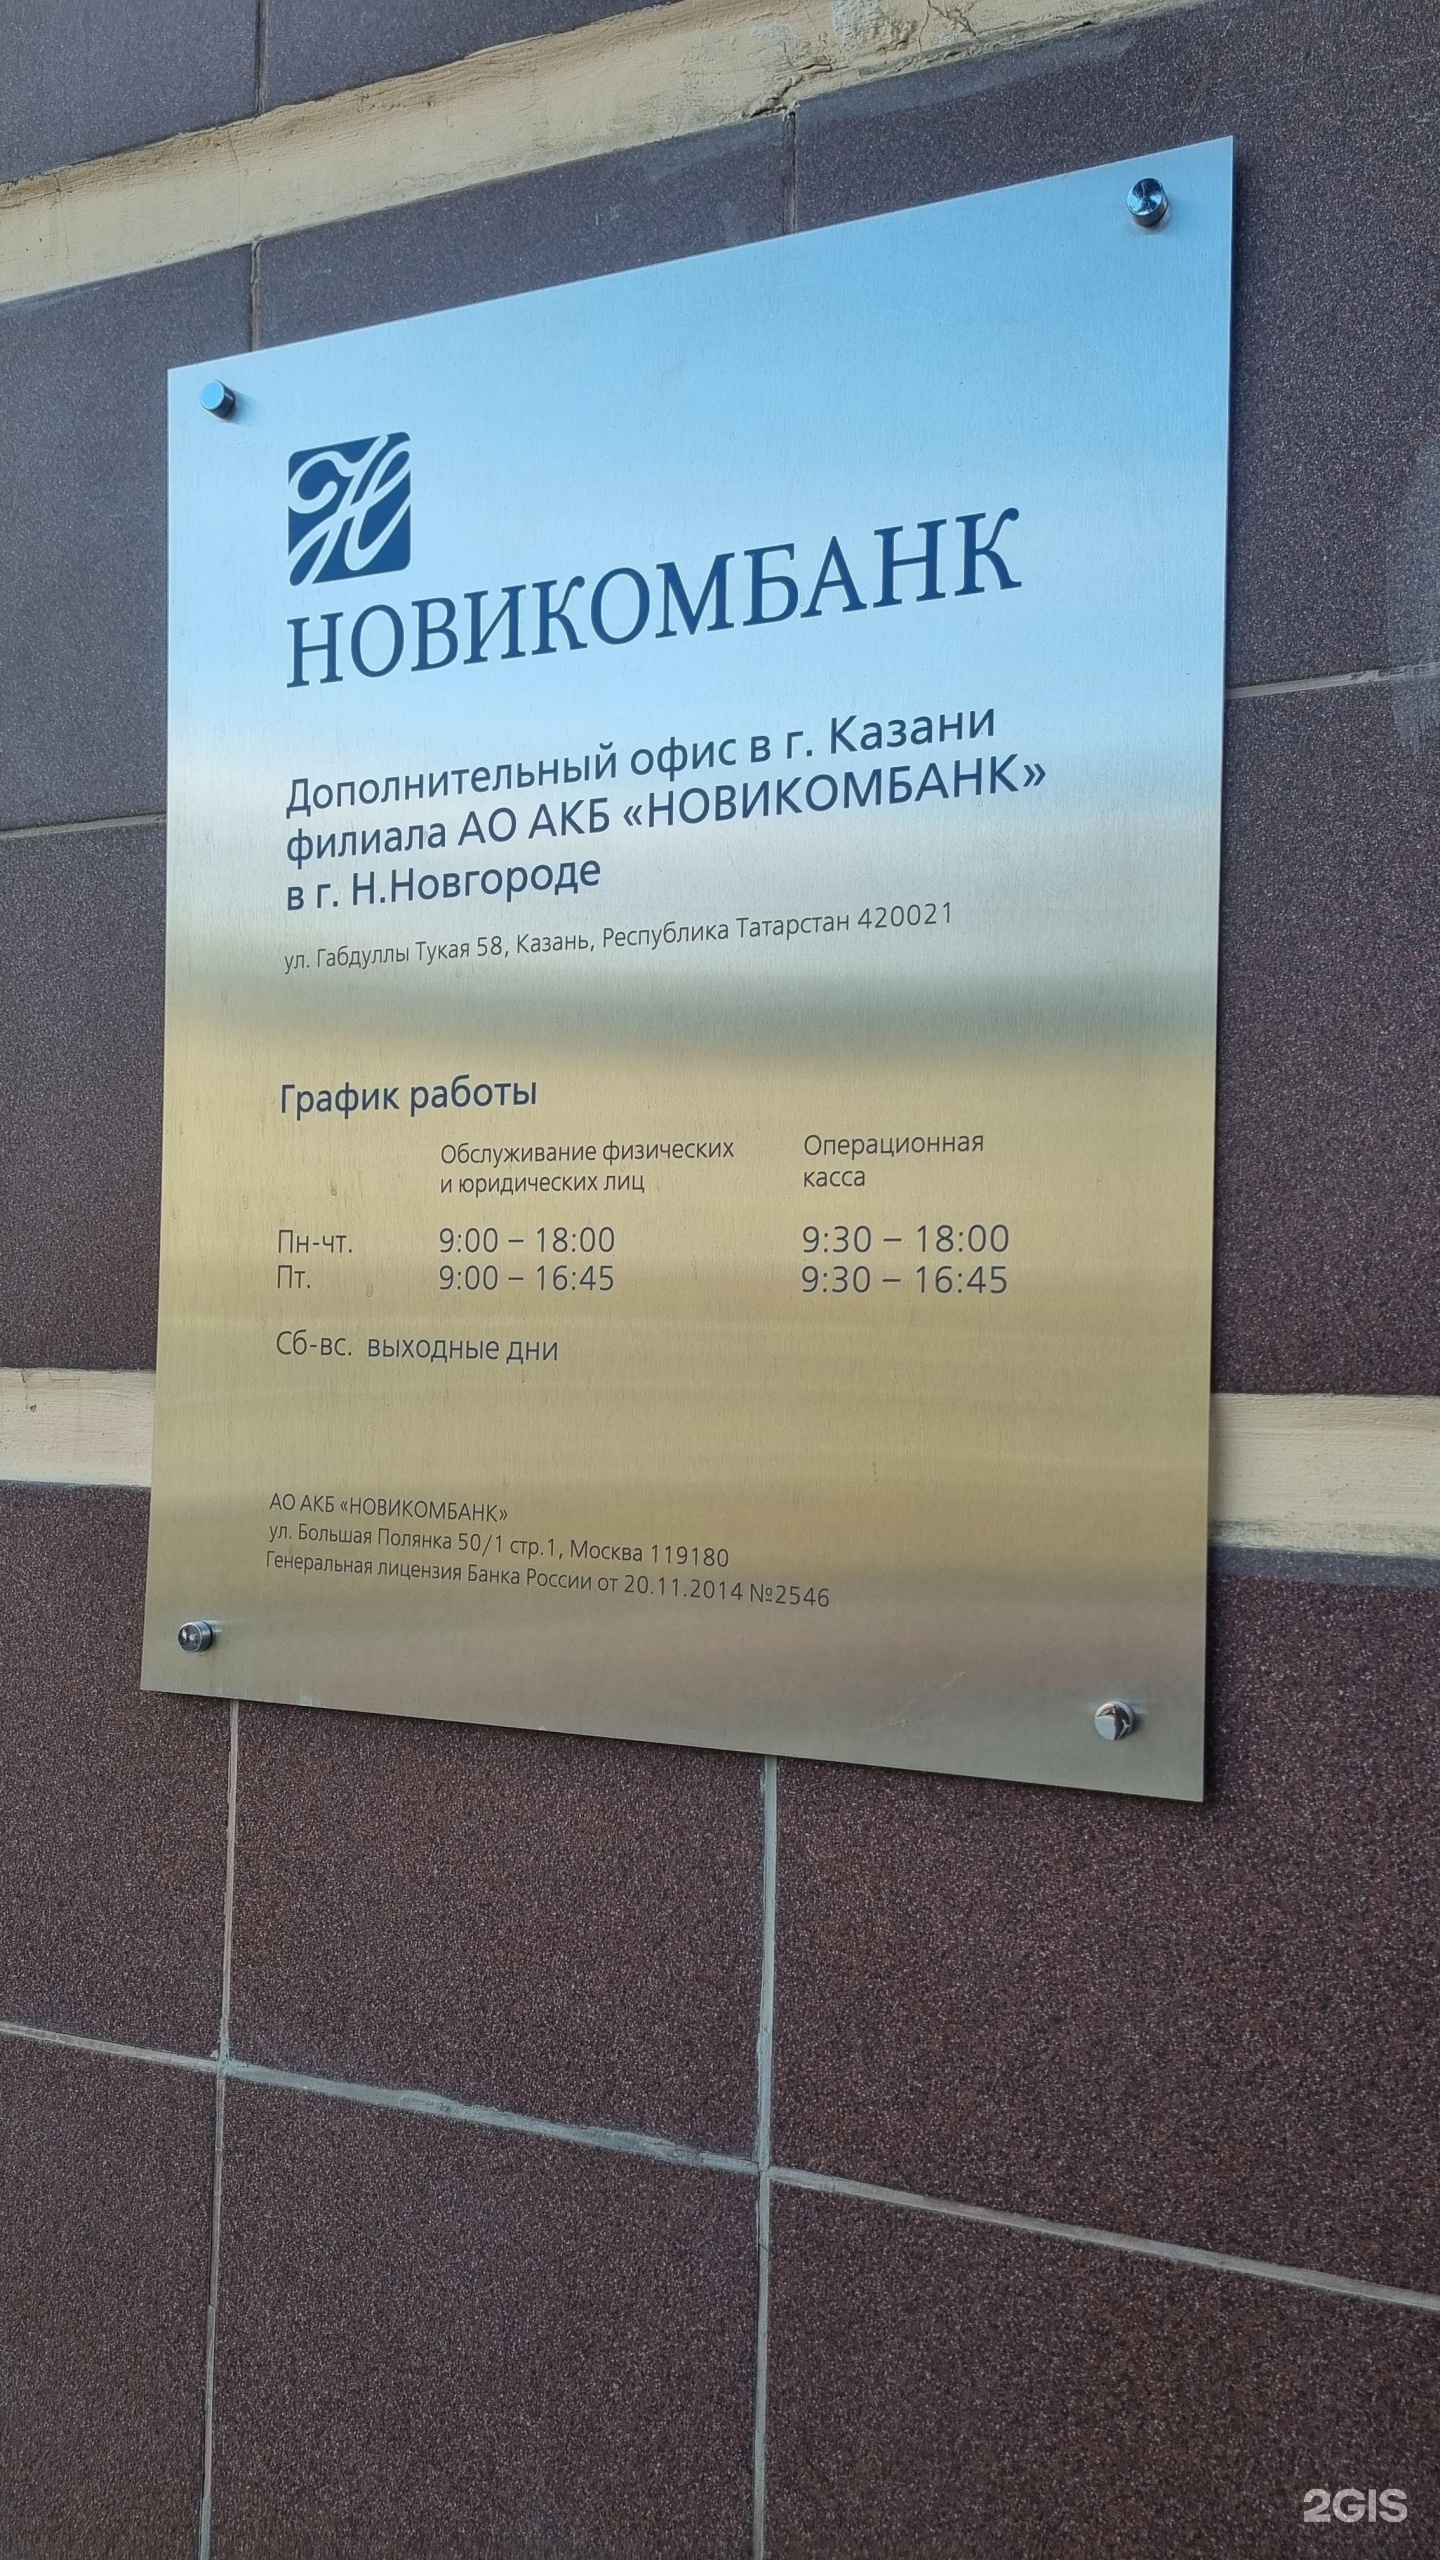 НОВИКОМБАНК
Дополнительный офис в г. Казани
филиала АО АКБ «НОВИКОМБАНК»
в г. Н.Новгороде
ул. Габдуллы Тукая 58, Казань, Республика Татарстан 420021
График работы
Обслуживание физических
и юридических лиц
Операционная
касса
Пн-чт. 9:00 – 18:00 9:30 – 18:00
Пт. 9:00 – 16:45 9:30 – 16:45
Сб-вс. выходные дни
АО АКБ «НОВИКОМБАНК»
ул. Большая Полянка 50/1 стр.1, Москва 119180
Генеральная лицензия Банка России от 20.11.2014 №2546
2GIS